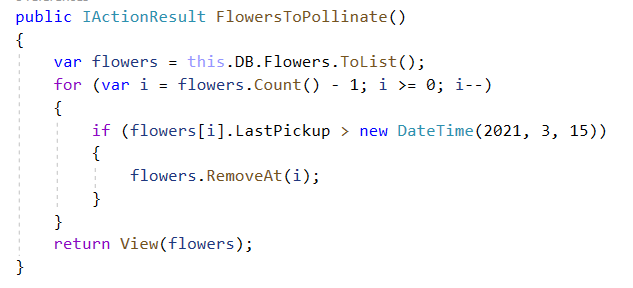 public IActionResult FlowersToPollinate()
{
var flowers = this.DB.Flowers.ToList();
for (var i = flowers.Count() - 1; i >= 0; i--)
{
if (flowers[i].LastPickup > new DateTime(2021, 3, 15))
{
flowers.RemoveAt(i);
}
}
return View(flowers);
}